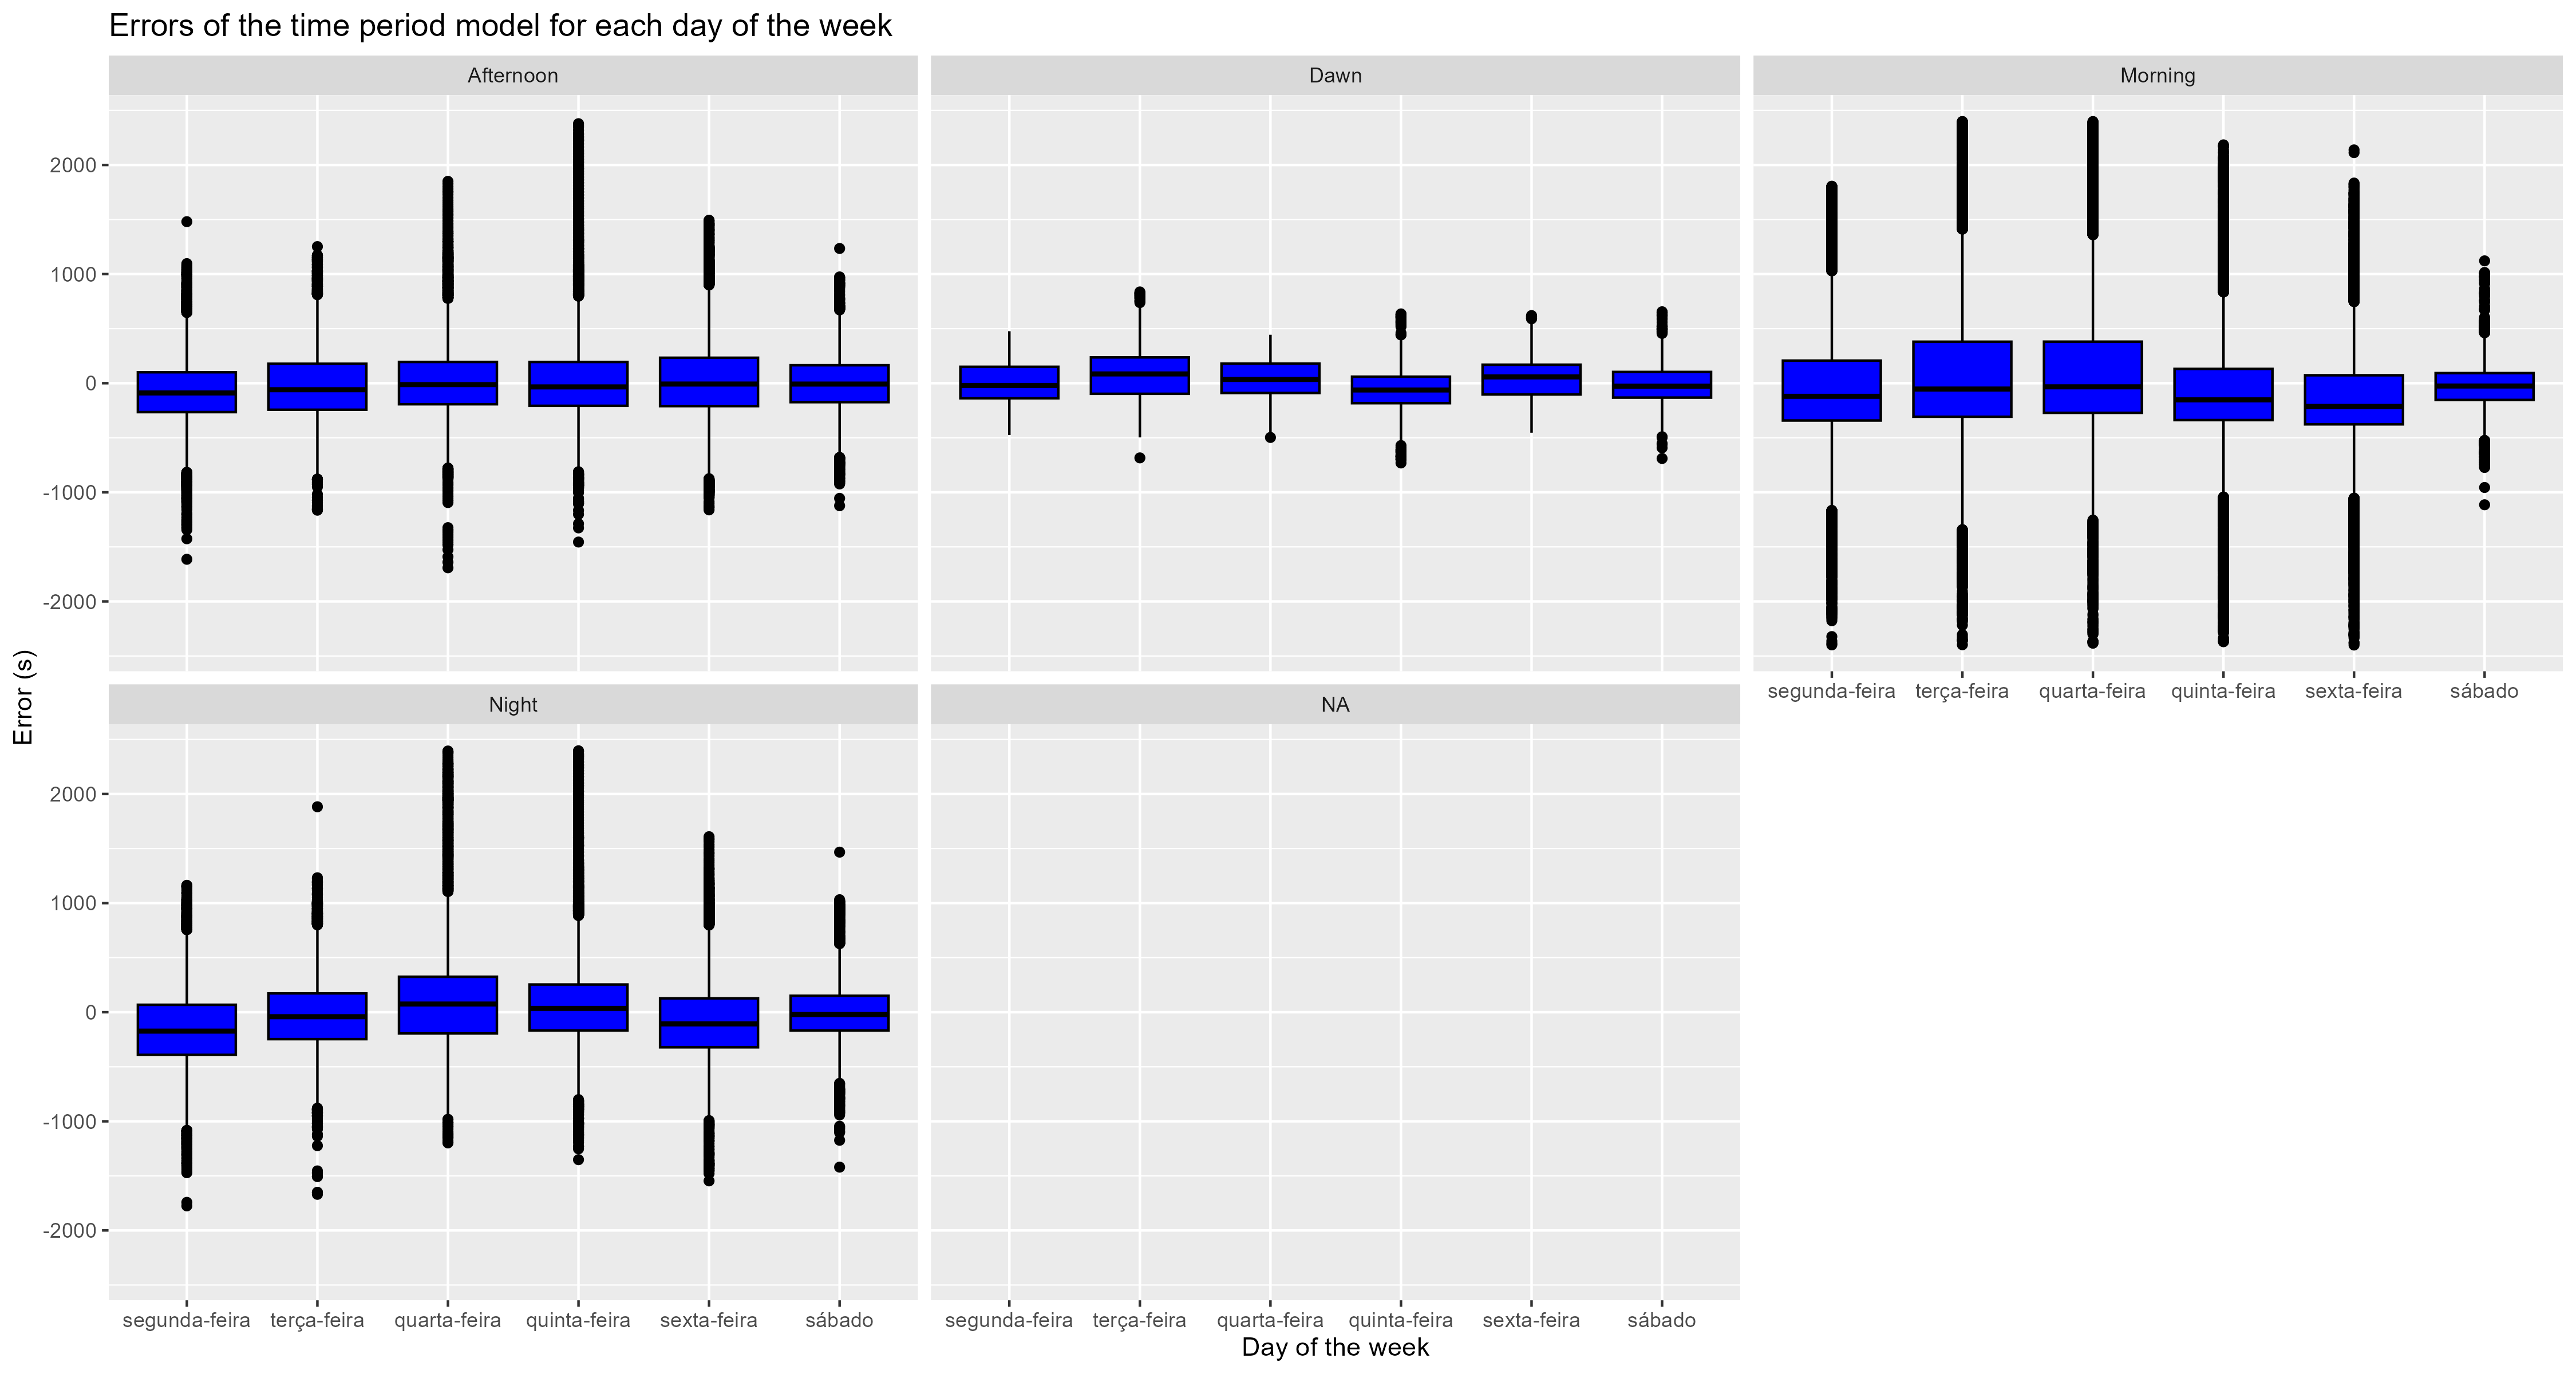 Errors of the time period model for each day of the week
Afternoon
Dawn
Morning
2000
1000
0
-1000
-2000
segunda-feira terça-feira quarta-feira quinta-feira sexta-feira sábado
Error (s)
Night
NA
2000
1000
0
-1000
-2000
segunda-feira terça-feira quarta-feira quinta-feira sexta-feira sábado
segunda-feira terça-feira quarta-feira quinta-feira sexta-feira sábado
Day of the week